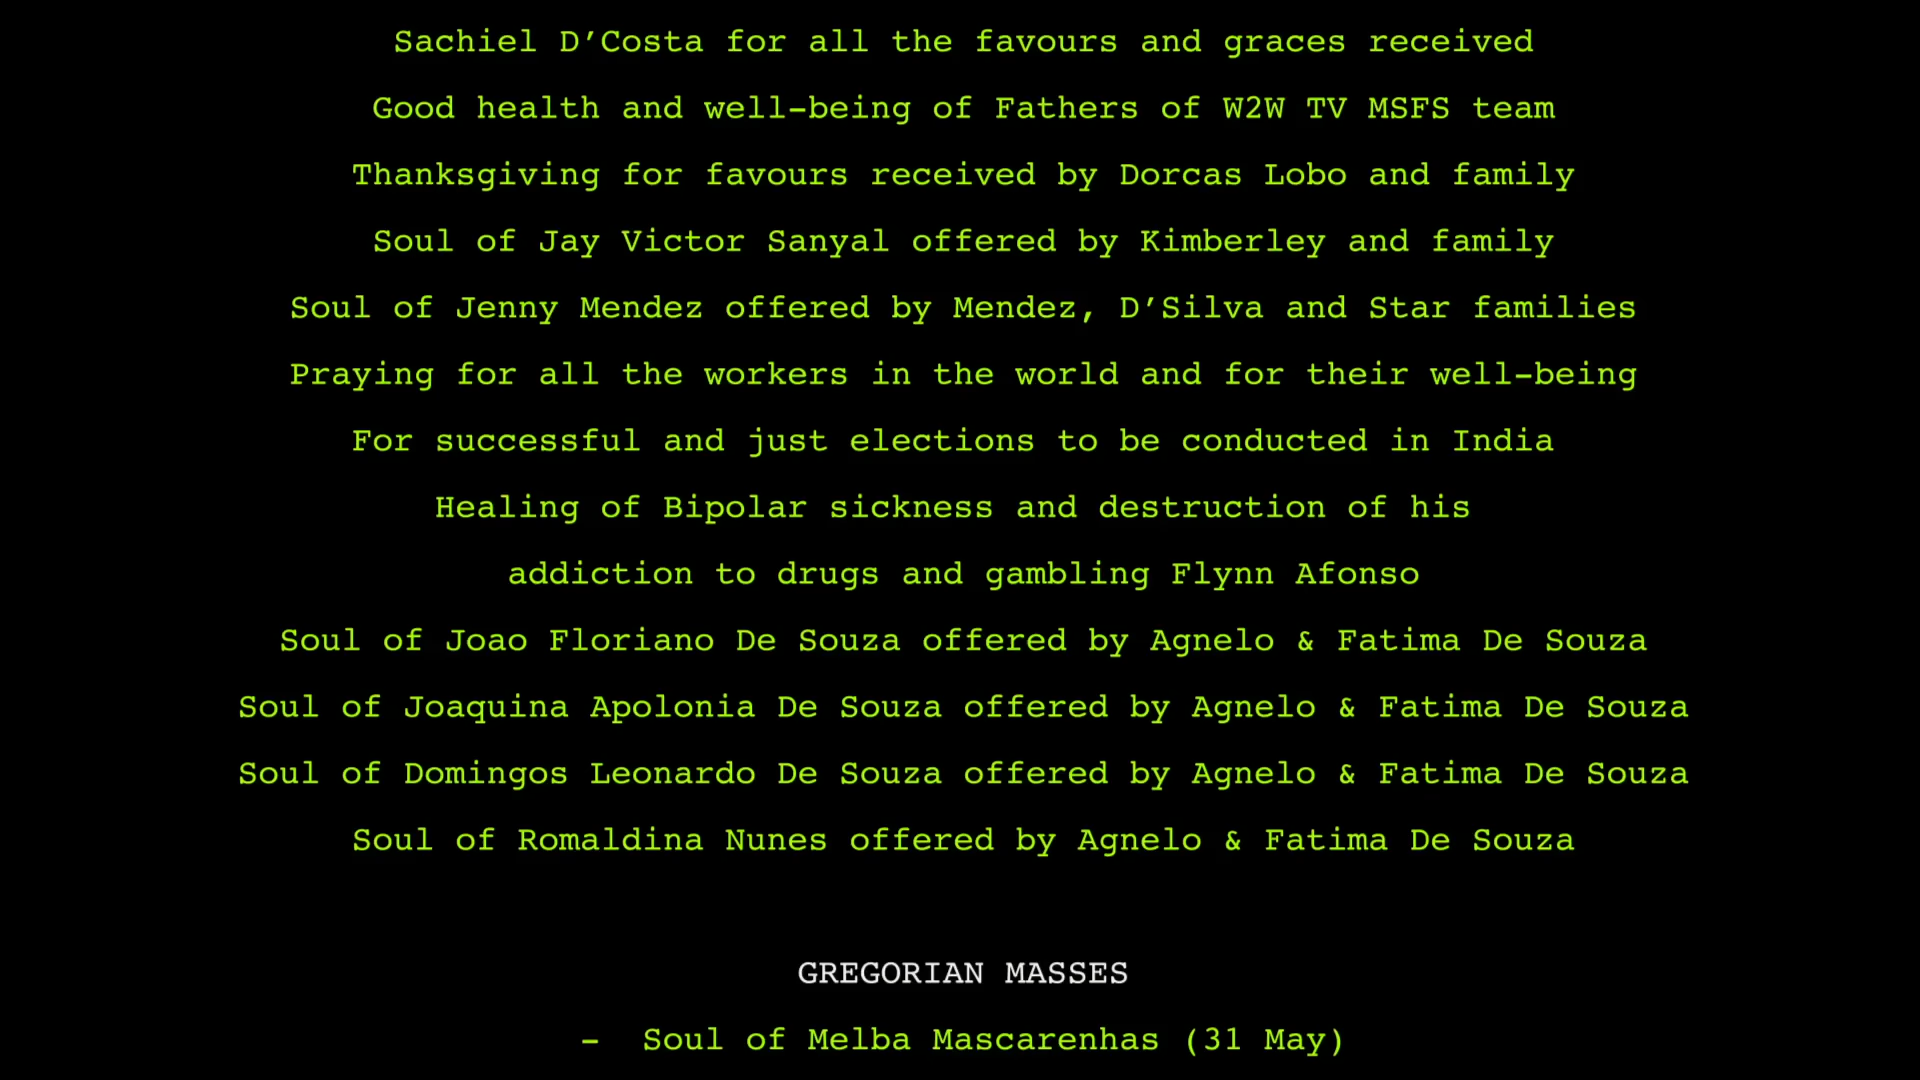 Sachiel D’Costa for all the favours and graces received
Good health and well-being of Fathers of W2W TV MSFS team
Thanksgiving for favours received by Dorcas Lobo and family
Soul of Jay Victor Sanyal offered by Kimberley and family
Soul of Jenny Mendez offered by Mendez, D’Silva and Star families
Praying for all the workers in the world and for their well-being
For successful and just elections to be conducted in India
Healing of Bipolar sickness and destruction of his
addiction to drugs and gambling Flynn Afonso
Soul of Joao Floriano De Souza offered by Agnelo & Fatima De Souza
Soul of Joaquina Apolonia De Souza offered by Agnelo & Fatima De Souza
Soul of Domingos Leonardo De Souza offered by Agnelo & Fatima De Souza
Soul of Romaldina Nunes offered by Agnelo & Fatima De Souza
GREGORIAN MASSES
- Soul of Melba Mascarenhas (31 May)